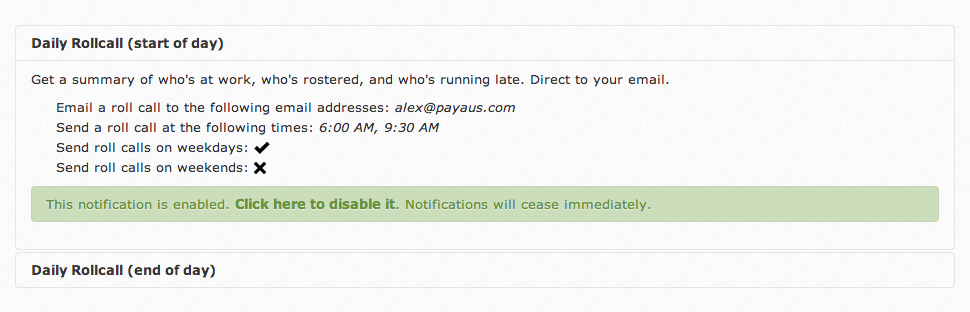 Daily Rollcall (start of day)
Get a summary of who's at work, who's rostered, and who's running late. Direct to your email.
Email a roll call to the following email addresses: alex@payaus.com
Send a roll call at the following times: 6:00 AM, 9:30 AM
Send roll calls on weekdays: ✔
Send roll calls on weekends: ✖
This notification is enabled. Click here to disable it. Notifications will cease immediately.
Daily Rollcall (end of day)